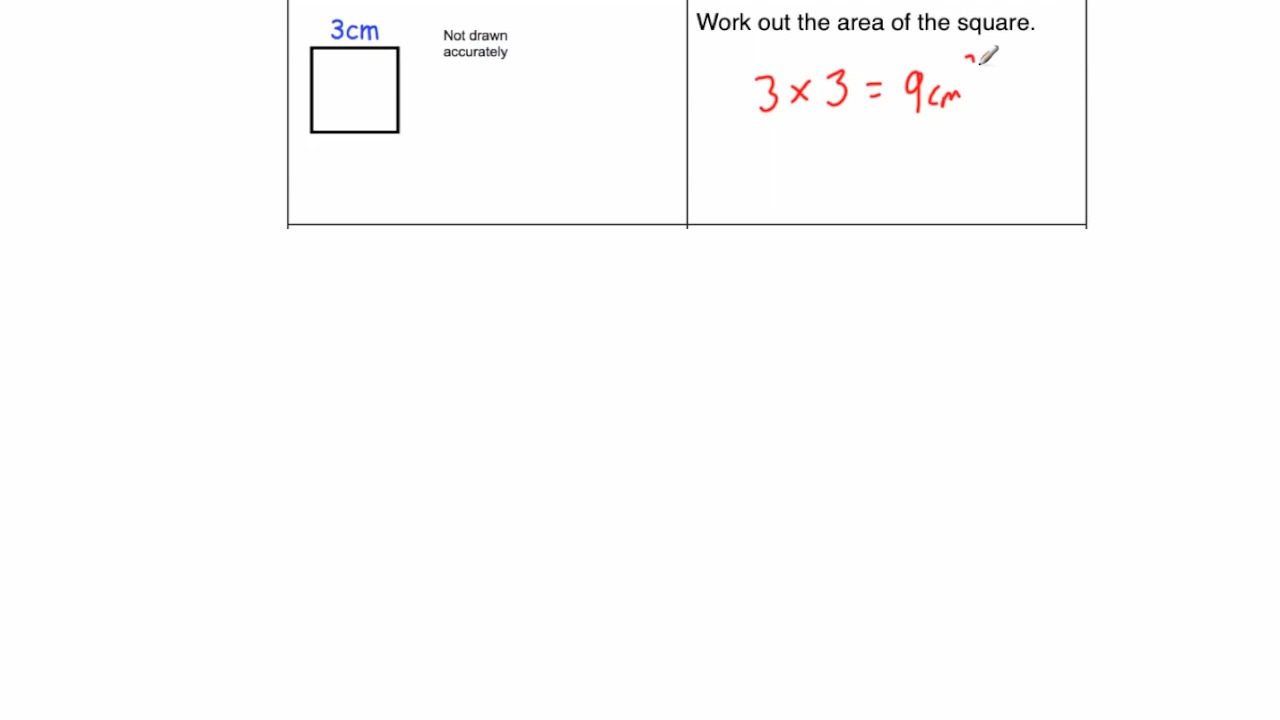 3cm
Not drawn
accurately
Work out the area of the square.
3 × 3 = 9cm